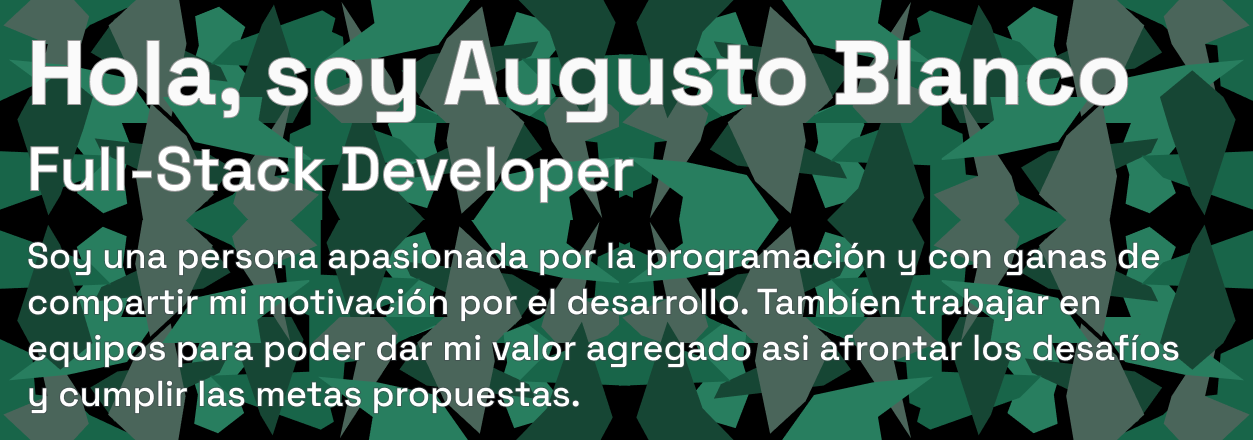 Hola, soy Augusto Blanco
Full-Stack Developer
Soy una persona apasionada por la programación y con ganas de
compartir mi motivación por el desarrollo. Tambíen trabajar en
equipos para poder dar mi valor agregado asi afrontar los desafíos
y cumplir las metas propuestas.